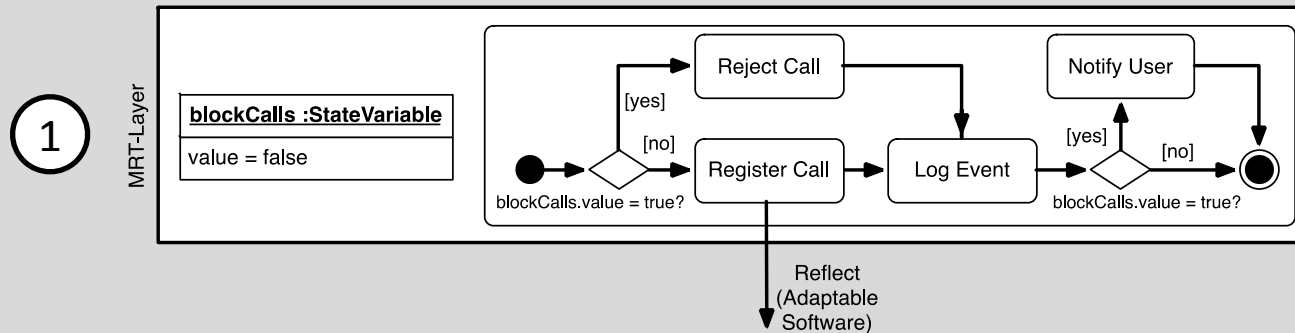 1
MRT-Layer
blockCalls :StateVariable
value = false
Reject Call
Notify User
[yes]
[yes]
[no]
[no]
Register Call
Log Event
blockCalls.value = true?
blockCalls.value = true?
Reflect
(Adaptable
Software)